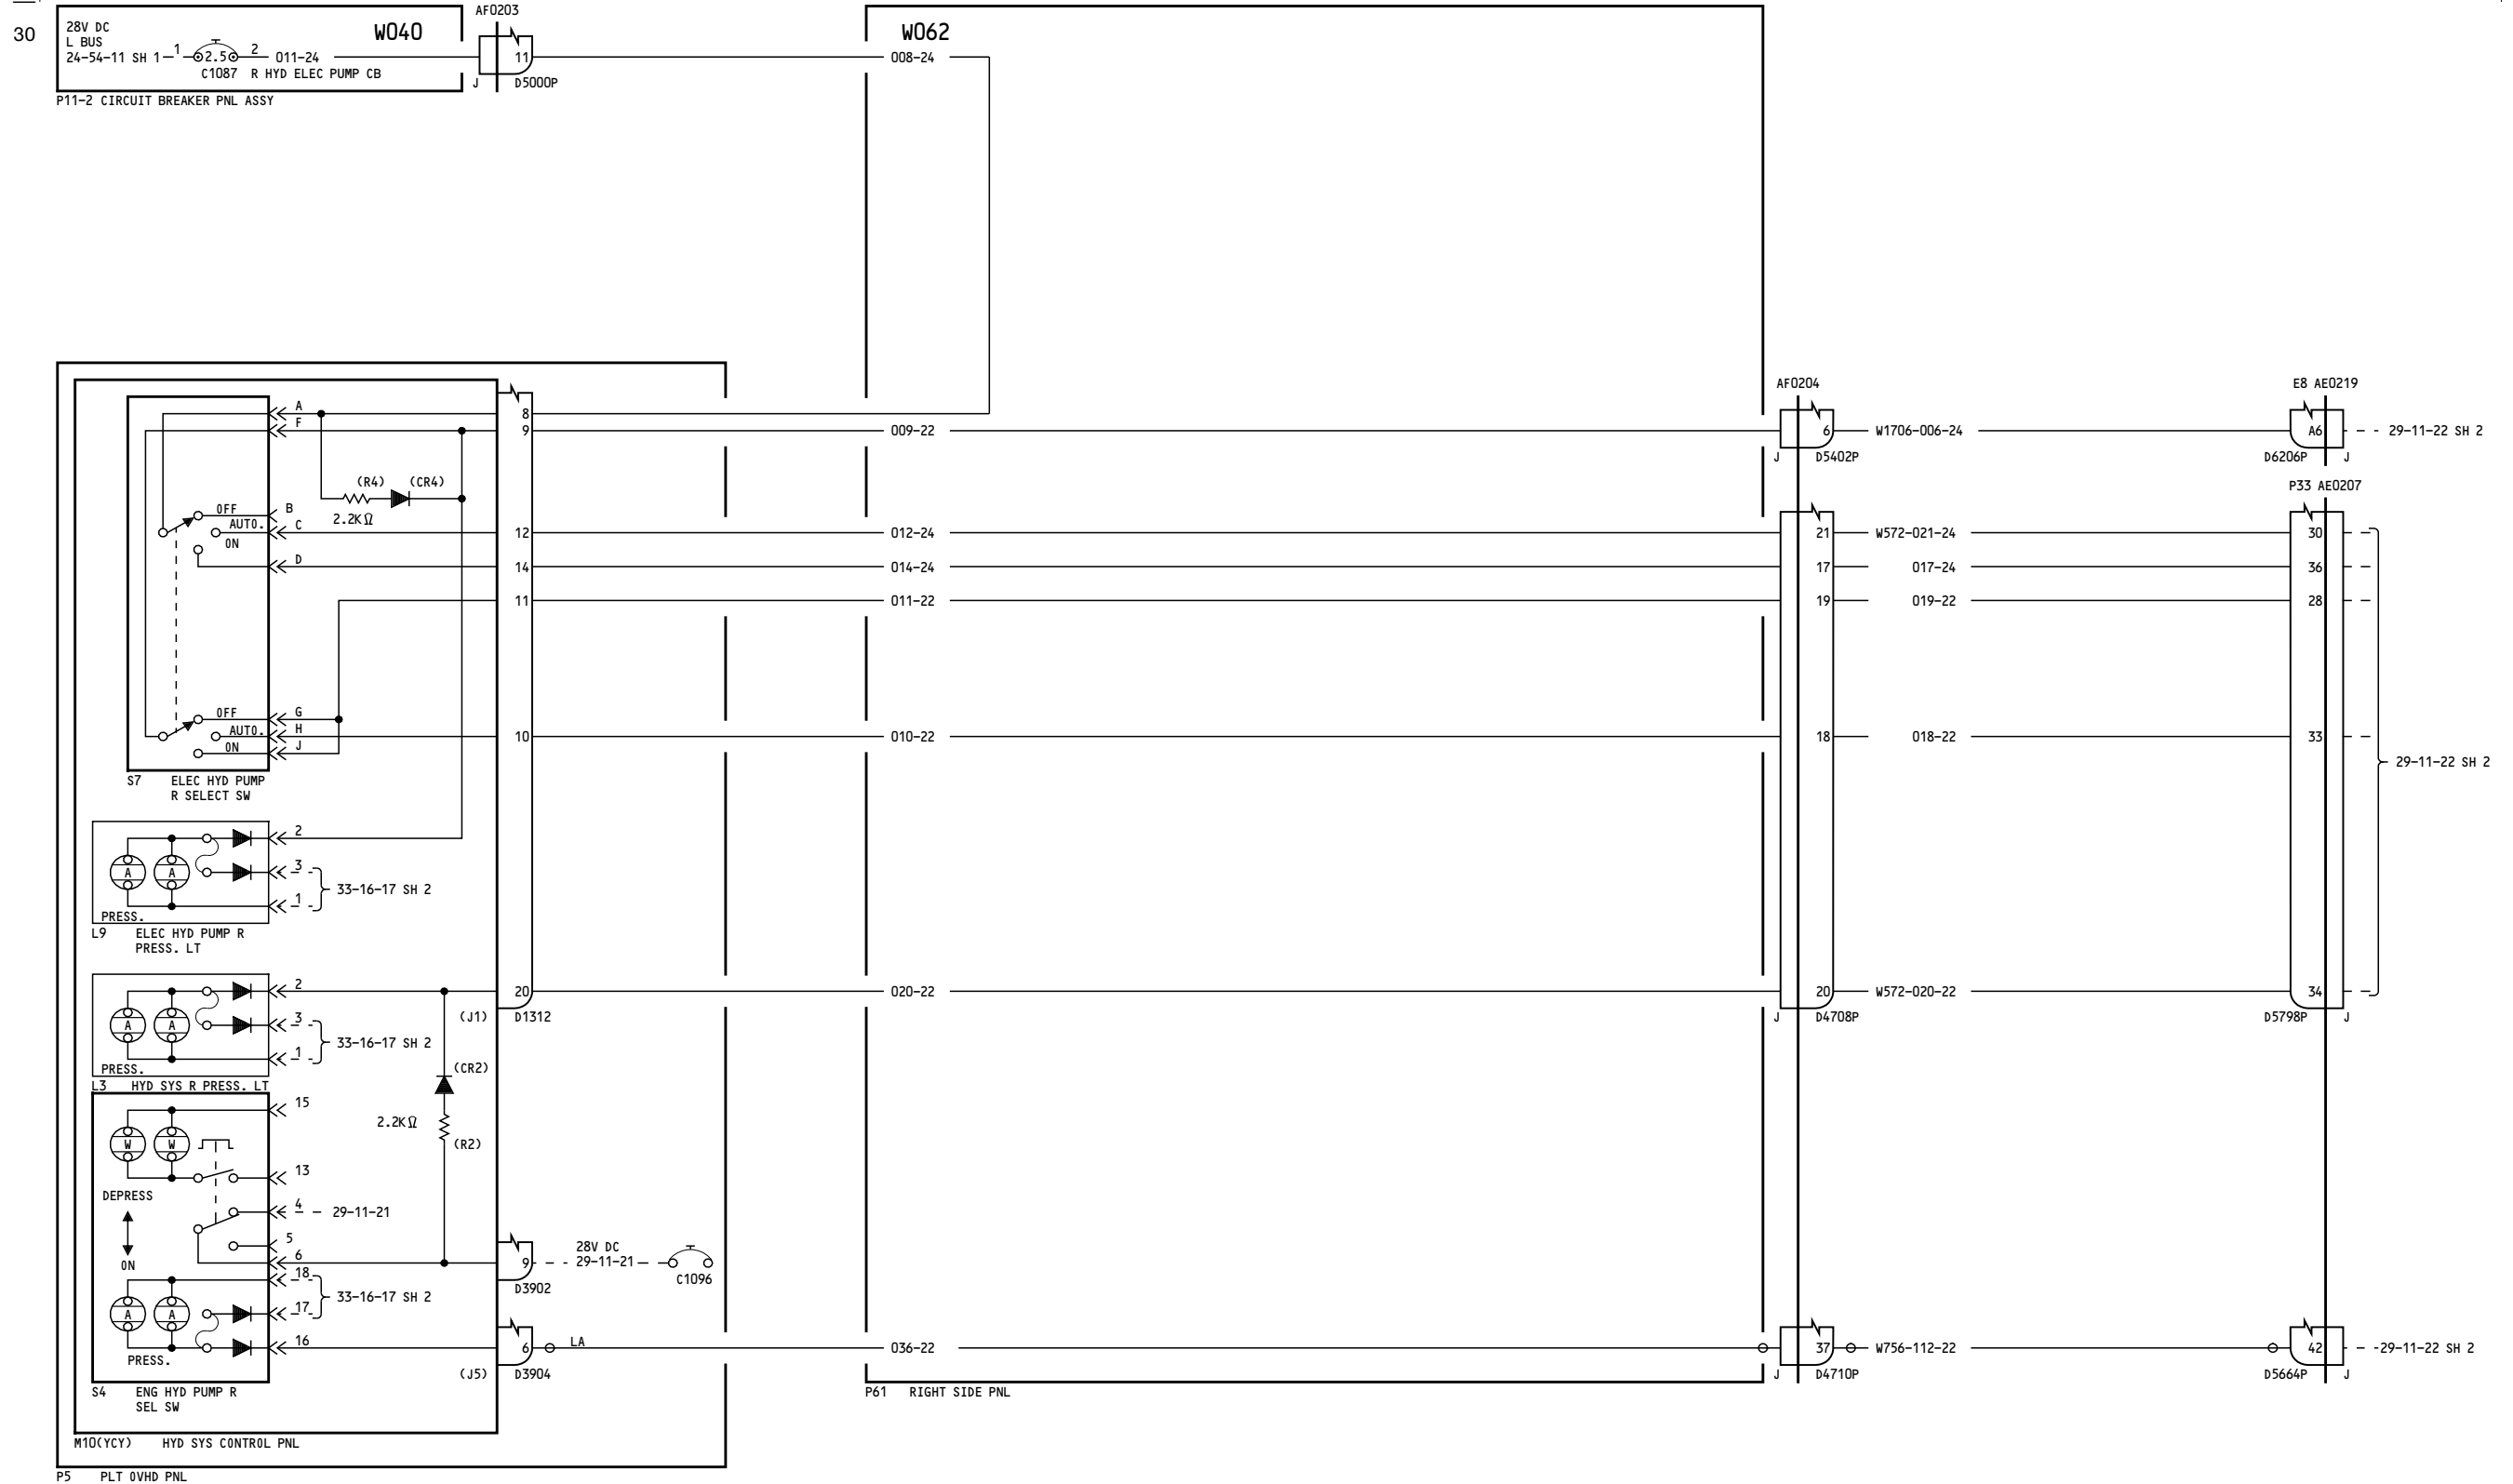 30
28V DC
L BUS
24-54-11 SH 1
1
2.5
2
011-24
C1087 R HYD ELEC PUMP CB
W040
P11-2 CIRCUIT BREAKER PNL ASSY
AF0203
11
J
D5000P
W062
008-24
A
F
8
9
009-22
AF0204
6
W1706-006-24
J
D5402P
E8 AE0219
A6
29-11-22 SH 2
D6206P
J
(R4)
(CR4)
2.2KΩ
OFF
B
AUTO.
C
ON
D
12
012-24
14
014-24
11
011-22
P33 AE0207
21
W572-021-24
30
17
017-24
36
19
019-22
28
OFF
G
AUTO.
H
ON
J
10
010-22
18
018-22
33
29-11-22 SH 2
S7 ELEC HYD PUMP
R SELECT SW
2
A
A
3
33-16-17 SH 2
1
PRESS.
L9 ELEC HYD PUMP R
PRESS. LT
2
20
020-22
20
W572-020-22
34
(J1)
D1312
J
D4708P
D5798P
J
A
A
3
33-16-17 SH 2
1
PRESS.
L3 HYD SYS R PRESS. LT
(CR2)
2.2KΩ
(R2)
15
W
W
13
DEPRESS
4
29-11-21
5
6
ON
9
28V DC
29-11-21
C1096
D3902
18
33-16-17 SH 2
A
A
17
16
PRESS.
6
LA
036-22
37
W756-112-22
42
-29-11-22 SH 2
(J5)
D3904
J
D4710P
D5664P
J
S4 ENG HYD PUMP R
SEL SW
P61 RIGHT SIDE PNL
M10(YCY) HYD SYS CONTROL PNL
P5 PLT OVHD PNL